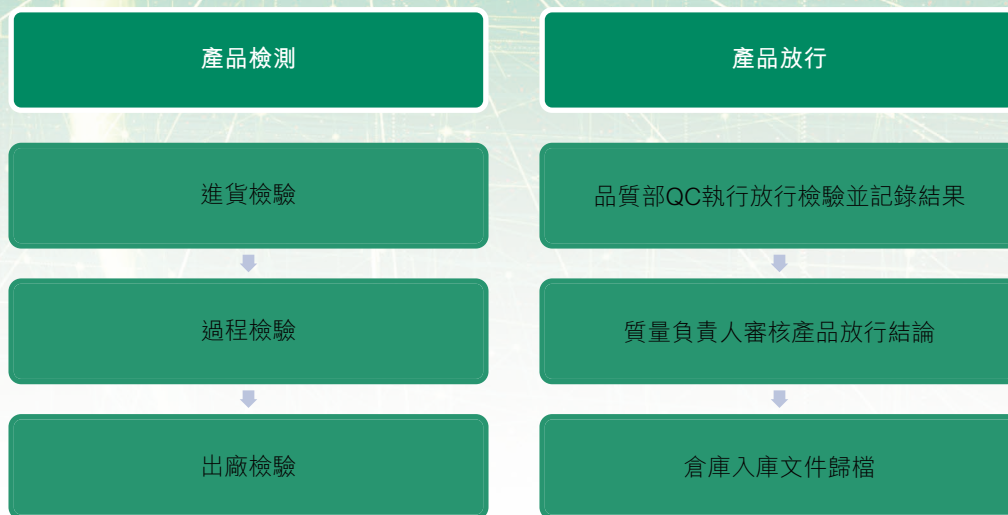 產品檢測
進貨檢驗
過程檢驗
出廠檢驗
產品放行
品質部QC執行放行檢驗並記錄結果
質量負責人審核產品放行結論
倉庫入庫文件歸檔